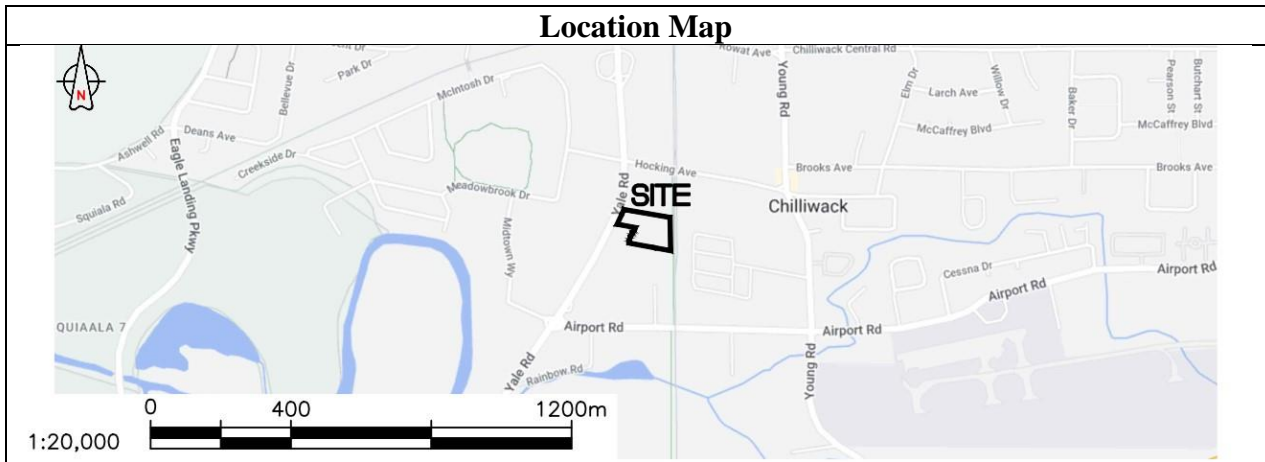 Location Map
Rowat Ave
Chilliwack Central Rd
Park Dr
Bellevue Dr
McIntosh Dr
Young Rd
Elm Dr
Larch Ave
Willow Dr
Baker Dr
Pearson St
Butchart St
N
McCaffrey Blvd
McCaffrey Blvd
Ashwell Rd
Deans Ave
Eagle Landing Pkwy
Creekside Dr
Hocking Ave
Brooks Ave
Brooks Ave
Squiala Rd
Meadowbrook Dr
Yale Rd
SITE
Chilliwack
Midtown Wy
Cessna Dr
Airport Rd
Airport Rd
QUIAALA 7
Airport Rd
Airport Rd
Yale Rd
Rainbow Rd
Young Rd
0 400 1200m
1:20,000